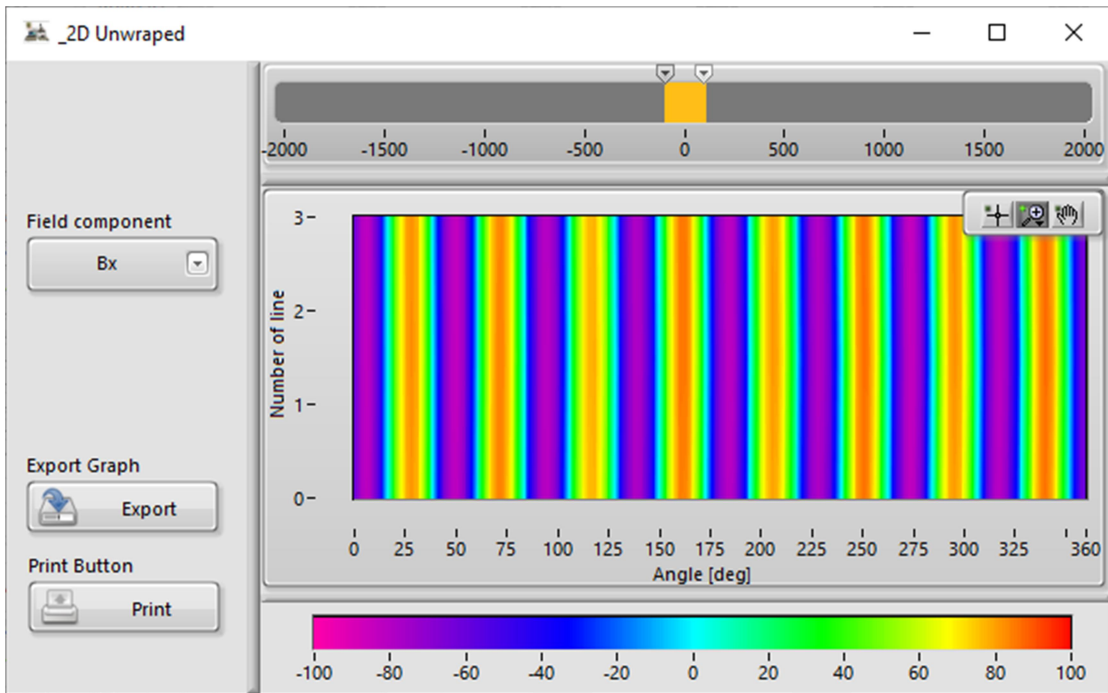 _2D Unwraped
-2000 -1500 -1000 -500 0 500 1000 1500 2000
Field component
Bx
Export Graph
Export
Print Button
Print
Number of line
3
2
1
0
0 25 50 75 100 125 150 175 200 225 250 275 300 325 360
Angle [deg]
-100 -80 -60 -40 -20 0 20 40 60 80 100